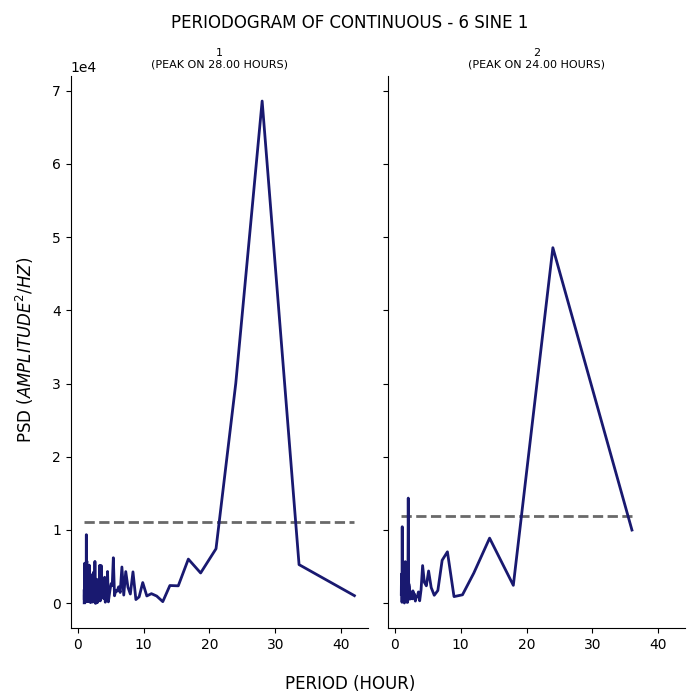 PERIODOGRAM OF CONTINUOUS - 6 SINE 1
1
(PEAK ON 28.00 HOURS)
2
(PEAK ON 24.00 HOURS)
1e4
7
6
5
4
3
2
1
0
PSD (AMPLITUDE²/HZ)
0 10 20 30 40
0 10 20 30 40
PERIOD (HOUR)